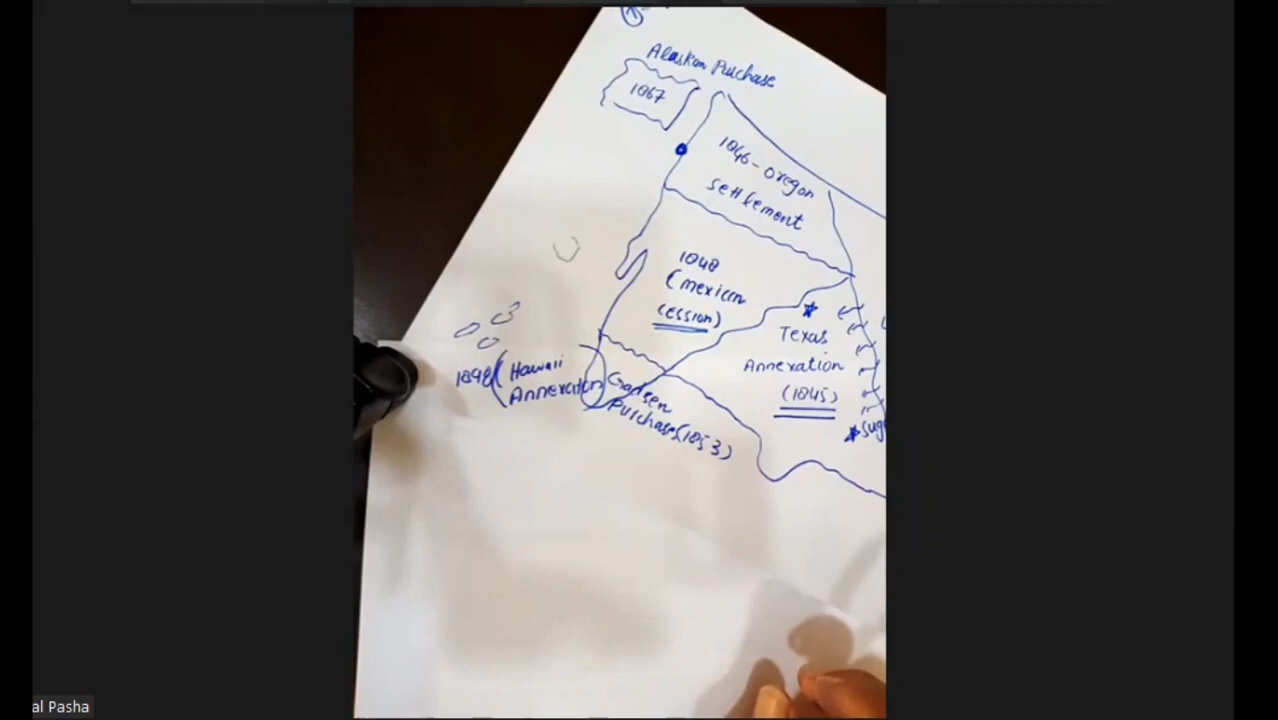 Alaskan Purchase
1867
1846 - Oregon
settlement
1848
(Mexican
Cession)
Texas
Annexation
(1845)
1898 (Hawaii
Annexation
Gadsen
Purchase (1853)
Sug
al Pasha